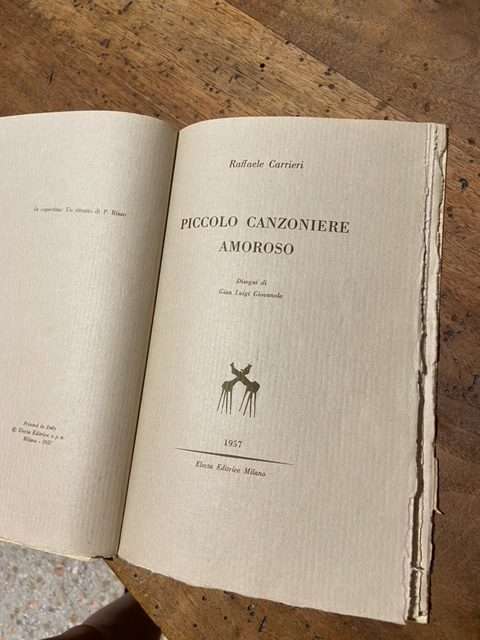 in copertina: Un ritratto di F. Rinus
Printed in Italy
© Electa Editrice s.p.a.
Milano - 1957
Raffaele Carrieri
PICCOLO CANZONIERE
AMOROSO
Disegni di
Gian Luigi Giovanola
1957
Electa Editrice Milano